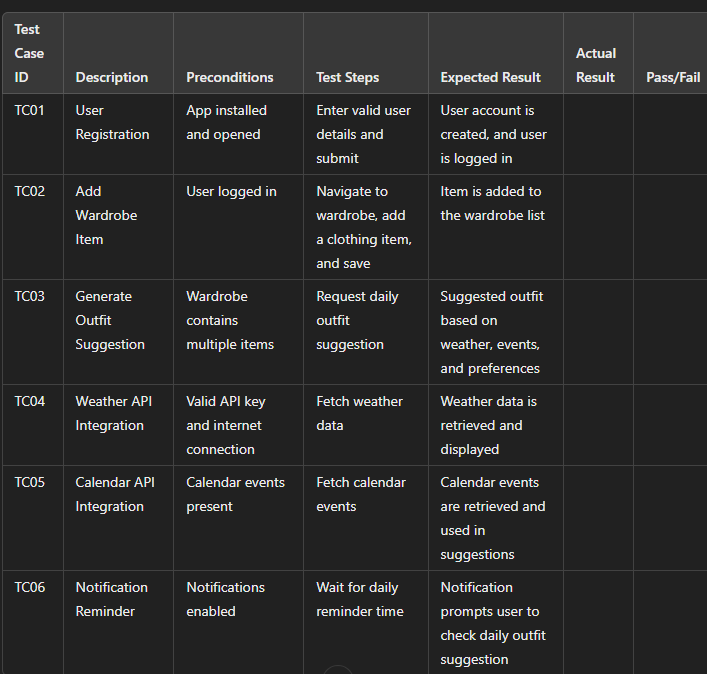 Test
Case
ID
Description
Preconditions
Test Steps
Expected Result
Actual
Result
Pass/Fail
TC01
User
Registration
App installed
and opened
Enter valid user
details and
submit
User account is
created, and user
is logged in
TC02
Add
Wardrobe
Item
User logged in
Navigate to
wardrobe, add
a clothing item,
and save
Item is added to
the wardrobe list
TC03
Generate
Outfit
Suggestion
Wardrobe
contains
multiple items
Request daily
outfit
suggestion
Suggested outfit
based on
weather, events,
and preferences
TC04
Weather API
Integration
Valid API key
and internet
connection
Fetch weather
data
Weather data is
retrieved and
displayed
TC05
Calendar API
Integration
Calendar events
present
Fetch calendar
events
Calendar events
are retrieved and
used in
suggestions
TC06
Notification
Reminder
Notifications
enabled
Wait for daily
reminder time
Notification
prompts user to
check daily outfit
suggestion